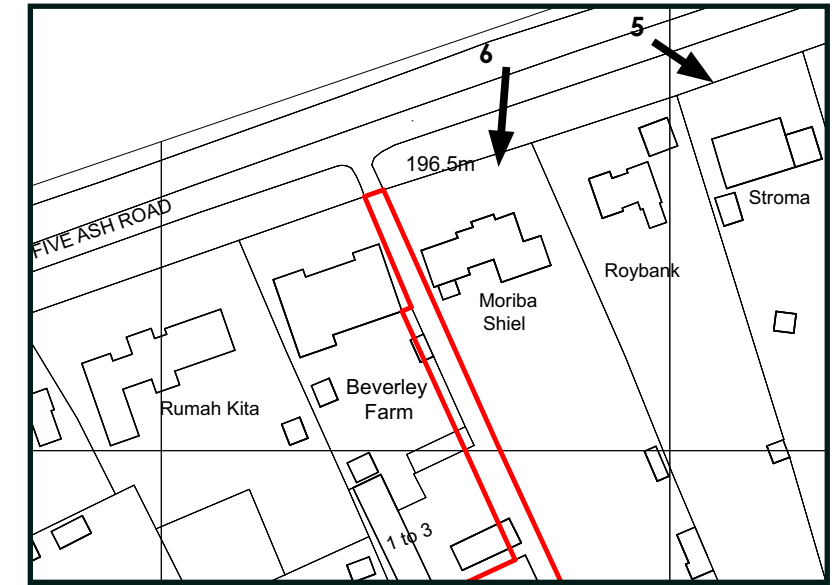 5
6
196.5m
FIVE ASH ROAD
Stroma
Roybank
Moriba
Shiel
Beverley
Farm
Rumah Kita
1 to 3